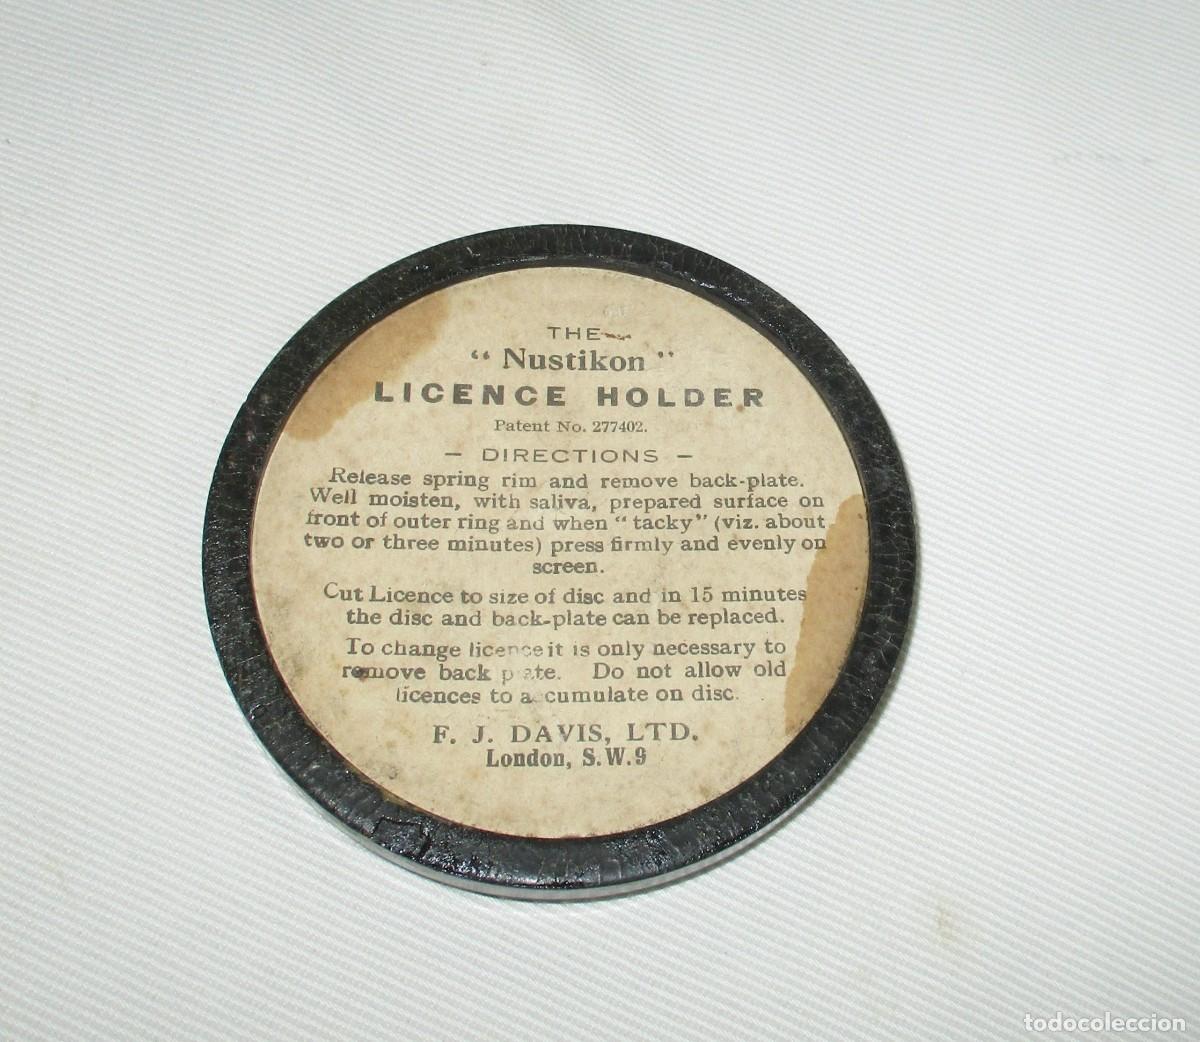 THE
“ Nustikon ”
LICENCE HOLDER
Patent No. 277402.
— DIRECTIONS —
Release spring rim and remove back-plate.
Well moisten, with saliva, prepared surface on
front of outer ring and when “ tacky” (viz. about
two or three minutes) press firmly and evenly on
screen.
Cut Licence to size of disc and in 15 minutes
the disc and back-plate can be replaced.
To change licence it is only necessary to
remove back p ate. Do not allow old
licences to a cumulate on disc.
F. J. DAVIS, LTD.
London, S.W.9
todocoleccion